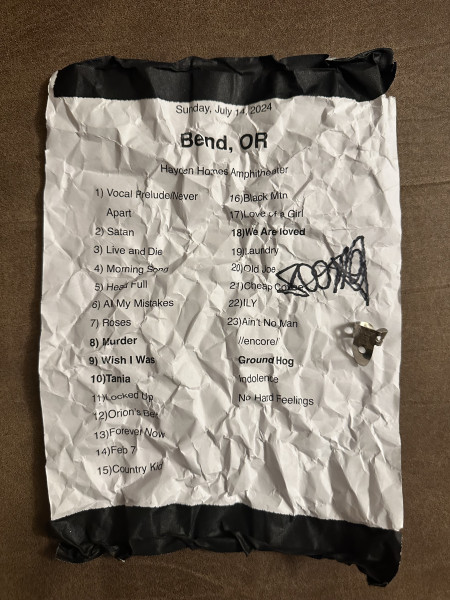 Sunday, July 14, 2024
Bend, OR
Hayden Homes Amphitheater
1) Vocal Prelude/Never
Apart
2) Satan
3) Live and Die
4) Morning Song
5) Head Full
6) All My Mistakes
7) Roses
8) Murder
9) Wish I Was
10)Tania
11)Locked Up
12)Orion's Belt
13)Forever Now
14)Feb 7
15)Country Kid
16)Black Mtn
17)Love of a Girl
18)We Are loved
19)Laundry
20)Old Joe
21)Cheap Coffee
22)ILY
23)Ain't No Man
//encore/
Ground Hog
Indolence
No Hard Feelings